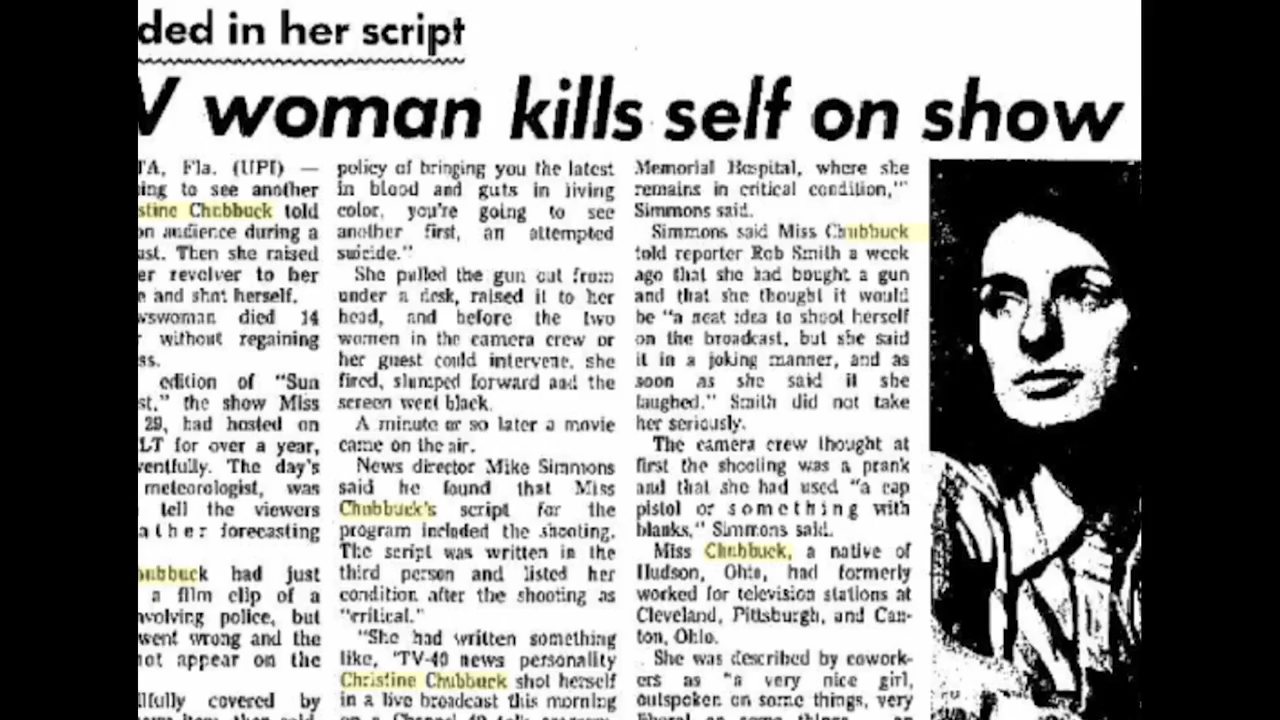 ded in her script
V woman kills self on show
TA, Fla. (UPI) —
ing to see another
stine Chubbuck told
on audience during a
ast. Then she raised
er revolver to her
e and shot herself.
wswoman died 14
r without regaining
ss.
edition of "Sun
st," the show Miss
29, had hosted on
LT for over a year,
ventfully. The day's
meteorologist, was
tell the viewers
ather forecasting
hubbuck had just
a film clip of a
nvolving police, but
went wrong and the
not appear on the
llfully covered by
policy of bringing you the latest
in blood and guts in living
color, you're going to see
another first, an attempted
suicide."
She pulled the gun out from
under a desk, raised it to her
head, and before the two
women in the camera crew or
her guest could intervene, she
fired, slumped forward and the
screen went black.
A minute or so later a movie
came on the air.
News director Mike Simmons
said he found that Miss
Chubbuck's script for the
program included the shooting.
The script was written in the
third person and listed her
condition after the shooting as
"critical."
"She had written something
like, 'TV-40 news personality
Christine Chubbuck shot herself
in a live broadcast this morning
on a Channel 40 talk program
Memorial Hospital, where she
remains in critical condition,'"
Simmons said.
Simmons said Miss Chubbuck
told reporter Rob Smith a week
ago that she had bought a gun
and that she thought it would
be "a neat idea to shoot herself
on the broadcast, but she said
it in a joking manner, and as
soon as she said it she
laughed." Smith did not take
her seriously.
The camera crew thought at
first the shooting was a prank
and that she had used "a cap
pistol or something with
blanks," Simmons said.
Miss Chubbuck, a native of
Hudson, Ohio, had formerly
worked for television stations at
Cleveland, Pittsburgh, and Can-
ton, Ohio.
She was described by cowork-
ers as "a very nice girl,
outspoken on some things, very
liberal on some things